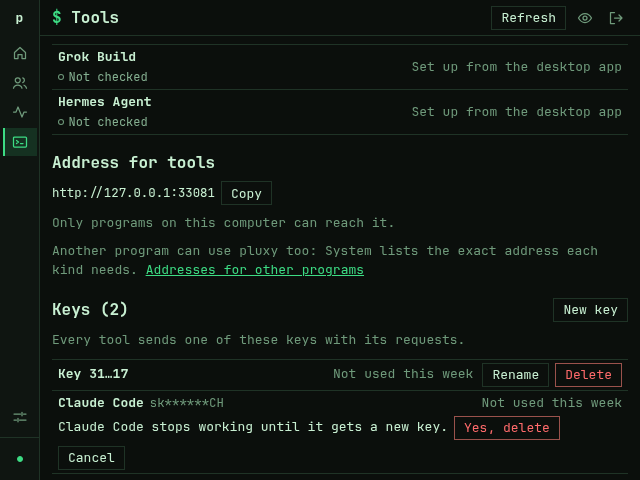 p
$ Tools
Refresh
Grok Build
Not checked
Set up from the desktop app
Hermes Agent
Not checked
Set up from the desktop app
Address for tools
http://127.0.0.1:33081 Copy
Only programs on this computer can reach it.
Another program can use pluxy too: System lists the exact address each
kind needs. Addresses for other programs
Keys (2) New key
Every tool sends one of these keys with its requests.
Key 31…17 Not used this week Rename Delete
Claude Code sk******CH Not used this week
Claude Code stops working until it gets a new key. Yes, delete
Cancel